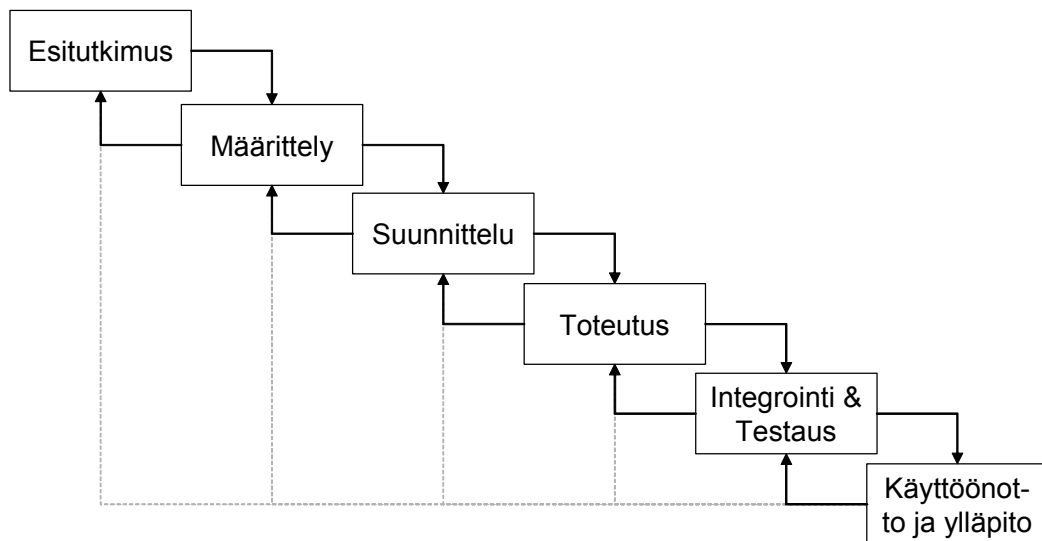 Esitutkimus
Määrittely
Suunnittelu
Toteutus
Integrointi &
Testaus
Käyttöönot-
to ja ylläpito